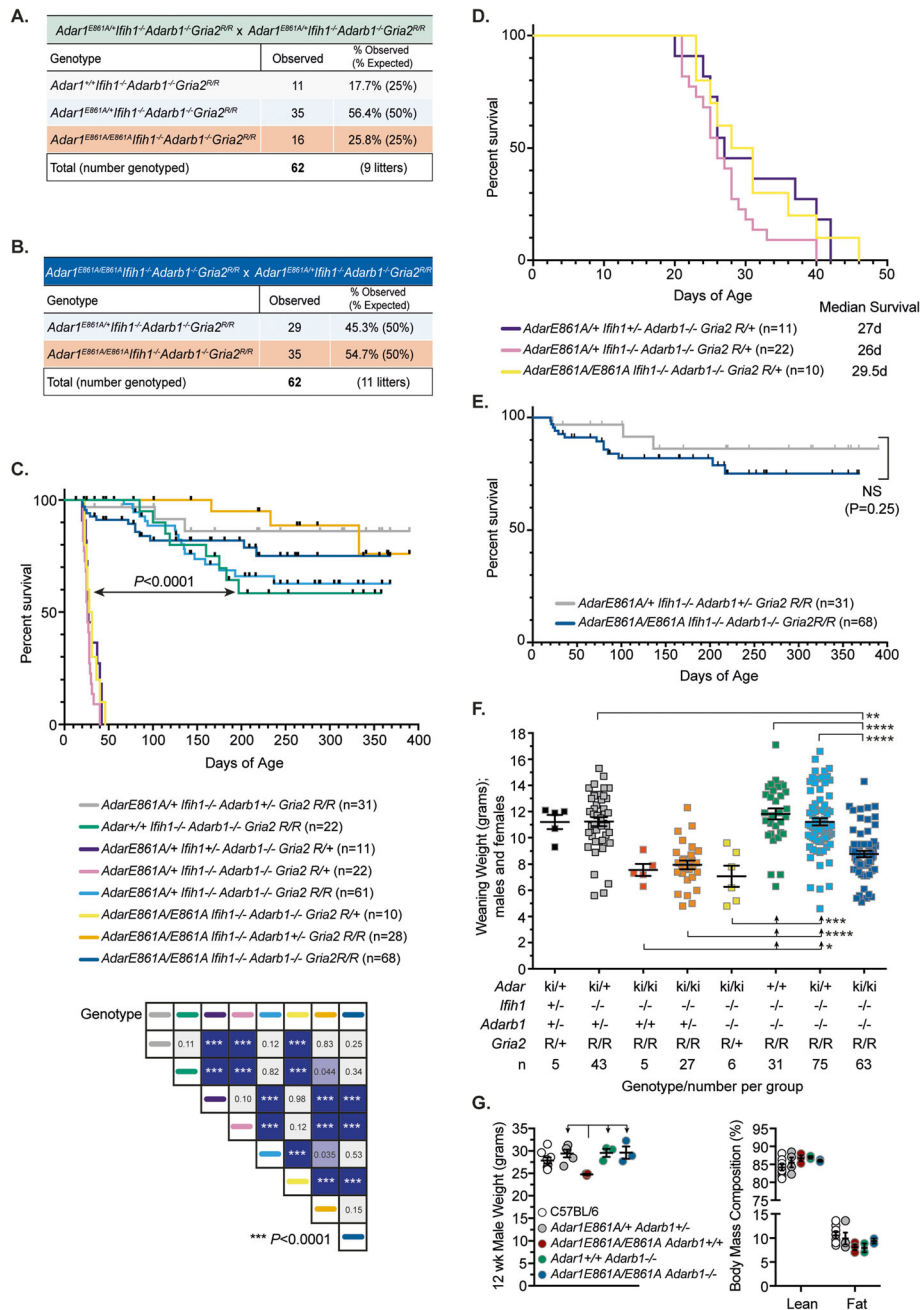 A.
Adar1E861A/+Ifih1-/-Adarb1-/-Gria2R/R x Adar1E861A/+Ifih1-/-Adarb1-/-Gria2R/R
Genotype Observed % Observed (% Expected)
Adar1+/+Ifih1-/-Adarb1-/-Gria2R/R 11 17.7% (25%)
Adar1E861A/+Ifih1-/-Adarb1-/-Gria2R/R 35 56.4% (50%)
Adar1E861A/E861AIfih1-/-Adarb1-/-Gria2R/R 16 25.8% (25%)
Total (number genotyped) 62 (9 litters)
B.
Adar1E861A/E861AIfih1-/-Adarb1-/-Gria2R/R x Adar1E861A/+Ifih1-/-Adarb1-/-Gria2R/R
Genotype Observed % Observed (% Expected)
Adar1E861A/+Ifih1-/-Adarb1-/-Gria2R/R 29 45.3% (50%)
Adar1E861A/E861AIfih1-/-Adarb1-/-Gria2R/R 35 54.7% (50%)
Total (number genotyped) 62 (11 litters)
C.
Percent survival
100
50
0
P<0.0001
0 100 200 300 400
Days of Age
AdarE861A/+ Ifih1-/- Adarb1+/- Gria2 R/R (n=31)
Adar+/+ Ifih1-/- Adarb1-/- Gria2 R/R (n=22)
AdarE861A/+ Ifih1+/- Adarb1-/- Gria2 R/+ (n=11)
AdarE861A/+ Ifih1-/- Adarb1-/- Gria2 R/+ (n=22)
AdarE861A/+ Ifih1-/- Adarb1-/- Gria2 R/R (n=61)
AdarE861A/E861A Ifih1-/- Adarb1-/- Gria2 R/+ (n=10)
AdarE861A/E861A Ifih1-/- Adarb1+/- Gria2 R/R (n=28)
AdarE861A/E861A Ifih1-/- Adarb1-/- Gria2R/R (n=68)
Genotype
0.11 *** *** 0.12 *** 0.83 0.25
*** *** 0.82 *** 0.044 0.34
0.10 *** 0.98 *** ***
*** 0.12 *** ***
*** 0.035 0.53
*** ***
0.15
*** P<0.0001
D.
Percent survival
100
50
0
0 10 20 30 40 50
Days of Age
Median Survival
AdarE861A/+ Ifih1+/- Adarb1-/- Gria2 R/+ (n=11) 27d
AdarE861A/+ Ifih1-/- Adarb1-/- Gria2 R/+ (n=22) 26d
AdarE861A/E861A Ifih1-/- Adarb1-/- Gria2 R/+ (n=10) 29.5d
E.
Percent survival
100
50
0
NS
(P=0.25)
AdarE861A/+ Ifih1-/- Adarb1+/- Gria2 R/R (n=31)
AdarE861A/E861A Ifih1-/- Adarb1-/- Gria2R/R (n=68)
0 100 200 300 400
Days of Age
F.
Weaning Weight (grams);
males and females
18
16
14
12
10
8
6
4
2
0
**
****
****
***
****
*
Adar ki/+ ki/+ ki/ki ki/ki ki/ki +/+ ki/+ ki/ki
Ifih1 +/- -/- -/- -/- -/- -/- -/- -/-
Adarb1 +/- +/- +/+ +/- -/- -/- -/- -/-
Gria2 R/+ R/R R/R R/R R/+ R/R R/R R/R
n 5 43 5 27 6 31 75 63
Genotype/number per group
G.
12 wk Male Weight (grams)
35
30
25
20
15
10
5
0
C57BL/6
Adar1E861A/+ Adarb1+/-
Adar1E861A/E861A Adarb1+/+
Adar1+/+ Adarb1-/-
Adar1E861A/E861A Adarb1-/-
Body Mass Composition (%)
95
90
85
80
15
10
5
0
Lean Fat